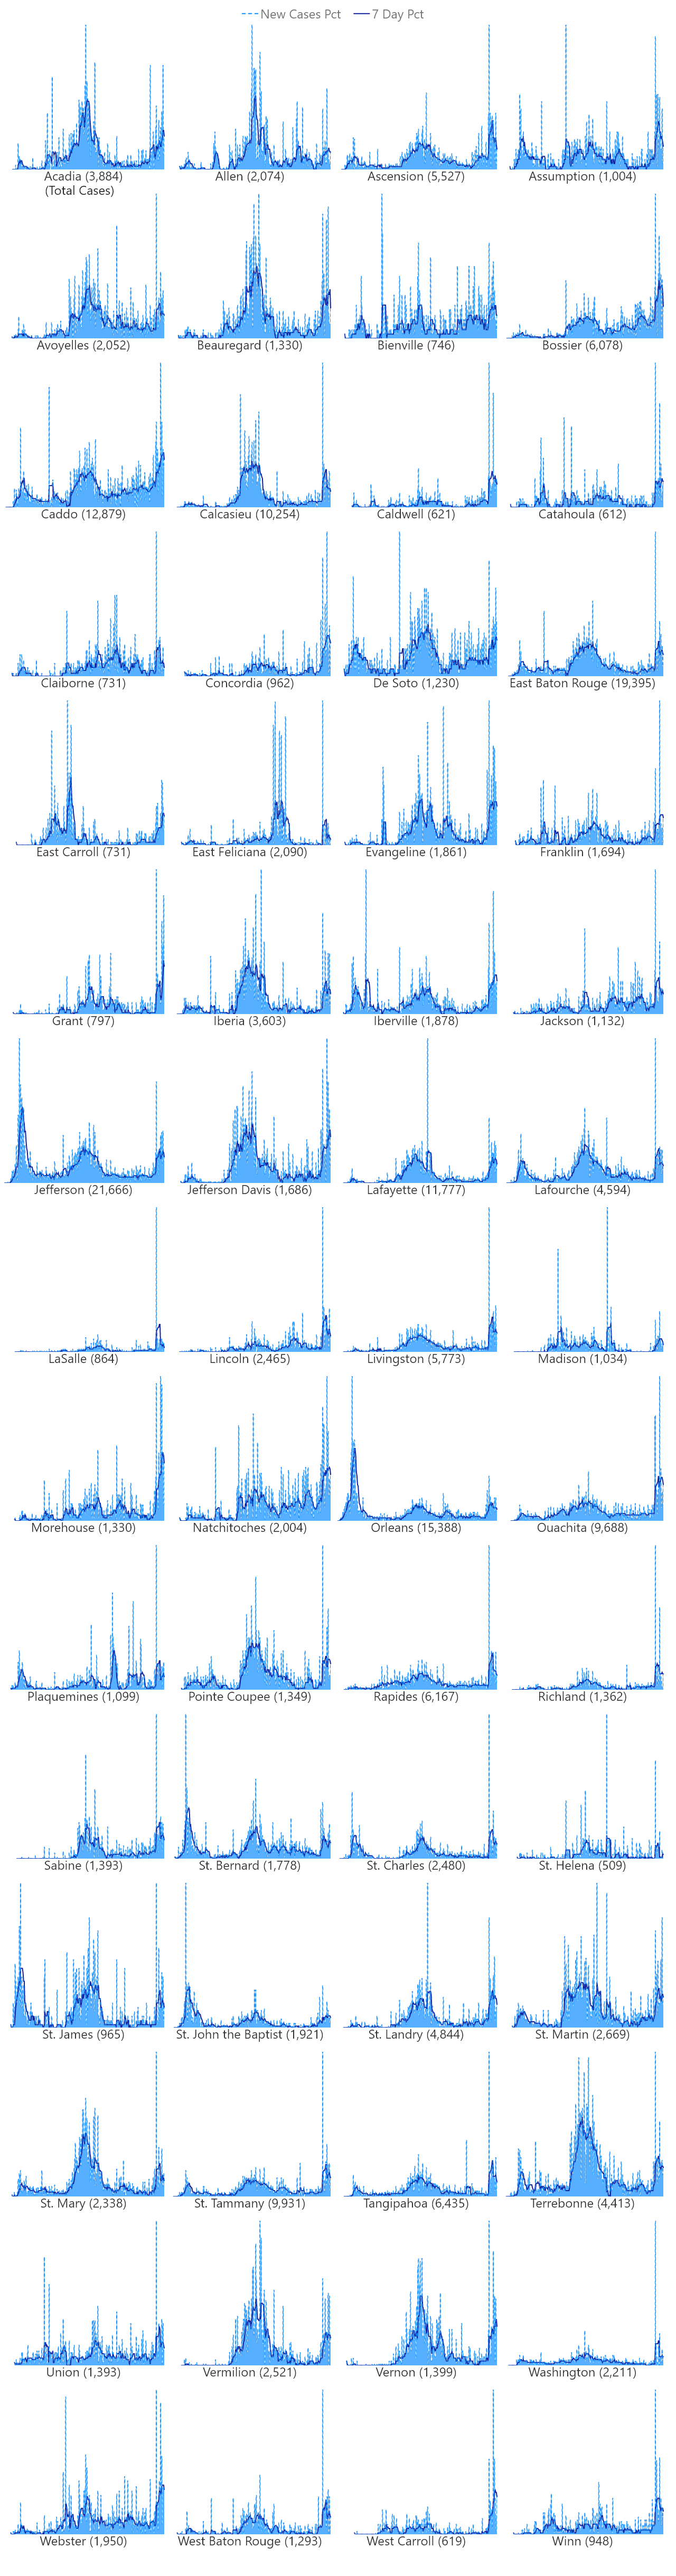 New Cases Pct 7 Day Pct
Acadia (3,884) Allen (2,074) Ascension (5,527) Assumption (1,004)
(Total Cases)
Avoyelles (2,052) Beauregard (1,330) Bienville (746) Bossier (6,078)
Caddo (12,879) Calcasieu (10,254) Caldwell (621) Catahoula (612)
Claiborne (731) Concordia (962) De Soto (1,230) East Baton Rouge (19,395)
East Carroll (731) East Feliciana (2,090) Evangeline (1,861) Franklin (1,694)
Grant (797) Iberia (3,603) Iberville (1,878) Jackson (1,132)
Jefferson (21,666) Jefferson Davis (1,686) Lafayette (11,777) Lafourche (4,594)
LaSalle (864) Lincoln (2,465) Livingston (5,773) Madison (1,034)
Morehouse (1,330) Natchitoches (2,004) Orleans (15,388) Ouachita (9,688)
Plaquemines (1,099) Pointe Coupee (1,349) Rapides (6,167) Richland (1,362)
Sabine (1,393) St. Bernard (1,778) St. Charles (2,480) St. Helena (509)
St. James (965) St. John the Baptist (1,921) St. Landry (4,844) St. Martin (2,669)
St. Mary (2,338) St. Tammany (9,931) Tangipahoa (6,435) Terrebonne (4,413)
Union (1,393) Vermilion (2,521) Vernon (1,399) Washington (2,211)
Webster (1,950) West Baton Rouge (1,293) West Carroll (619) Winn (948)